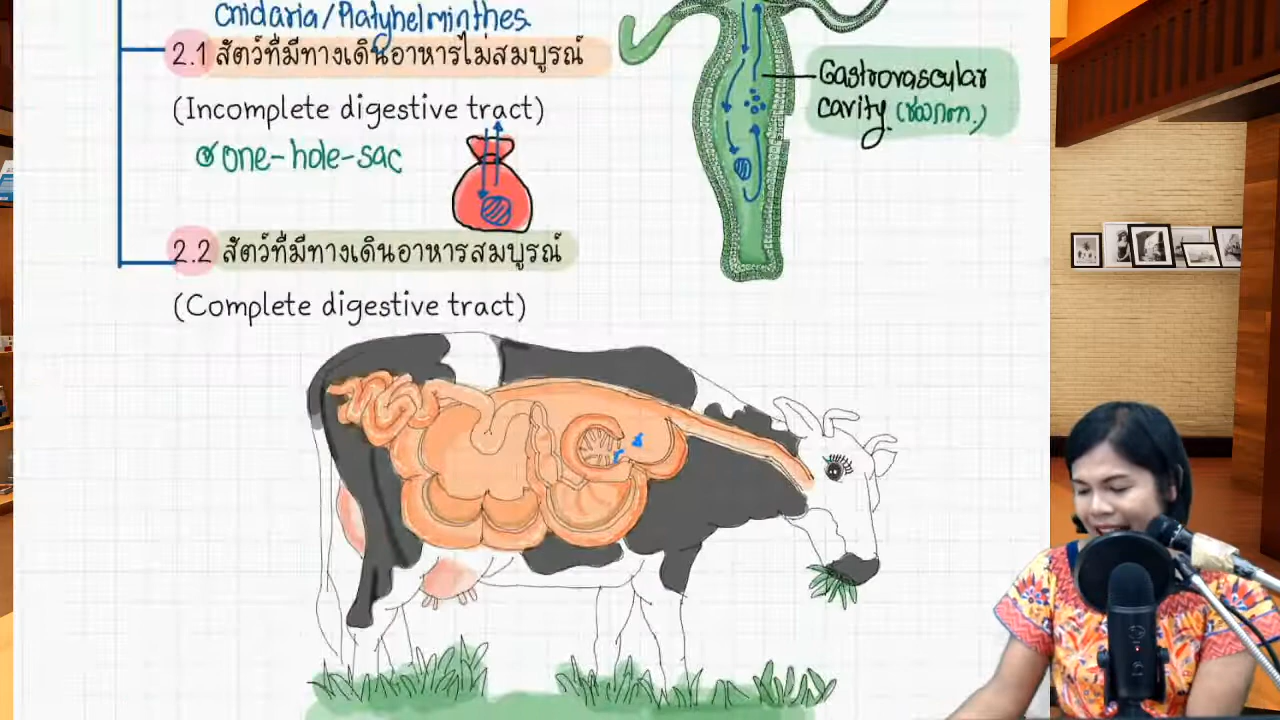 Cnidaria/Platyhelminthes.
2.1 สัตว์ที่มีทางเดินอาหารไม่สมบูรณ์
(Incomplete digestive tract)
one-hole-sac
Gastrovascular
cavity.
2.2 สัตว์ที่มีทางเดินอาหารสมบูรณ์
(Complete digestive tract)